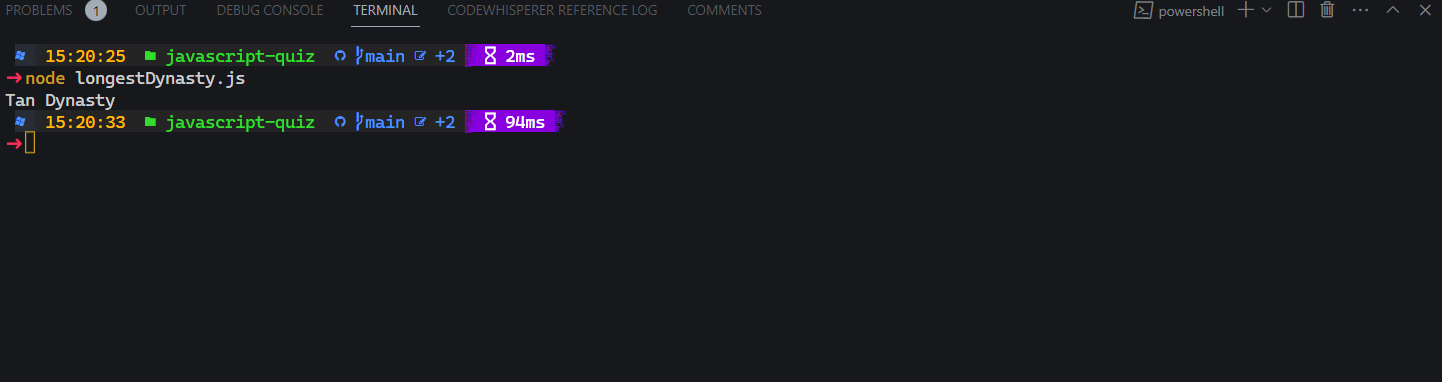 PROBLEMS 1 OUTPUT DEBUG CONSOLE TERMINAL CODEWHISPERER REFERENCE LOG COMMENTS powershell
15:20:25 javascript-quiz main +2 2ms
node longestDynasty.js
Tan Dynasty
15:20:33 javascript-quiz main +2 94ms